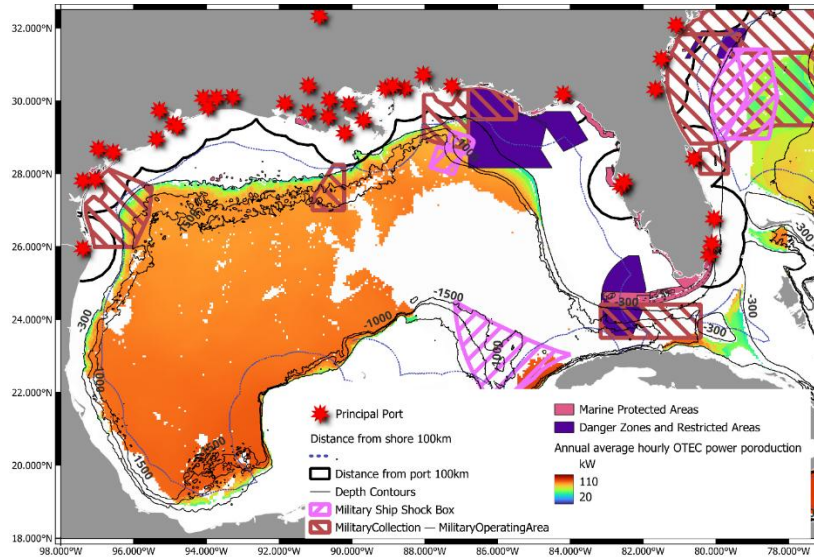 32.000°N
30.000°N
28.000°N
26.000°N
24.000°N
22.000°N
20.000°N
18.000°N
98.000°W
96.000°W
94.000°W
92.000°W
90.000°W
88.000°W
86.000°W
84.000°W
82.000°W
80.000°W
78.000°W
-100
-300
-300
-1500
-1000
-1000
-300
-300
-300
1000
-1500
-1500
Principal Port
Distance from shore 100km
.
Distance from port 100km
Depth Contours
Military Ship Shock Box
MilitaryCollection — MilitaryOperatingArea
Marine Protected Areas
Danger Zones and Restricted Areas
Annual average hourly OTEC power poroduction
kW
110
20